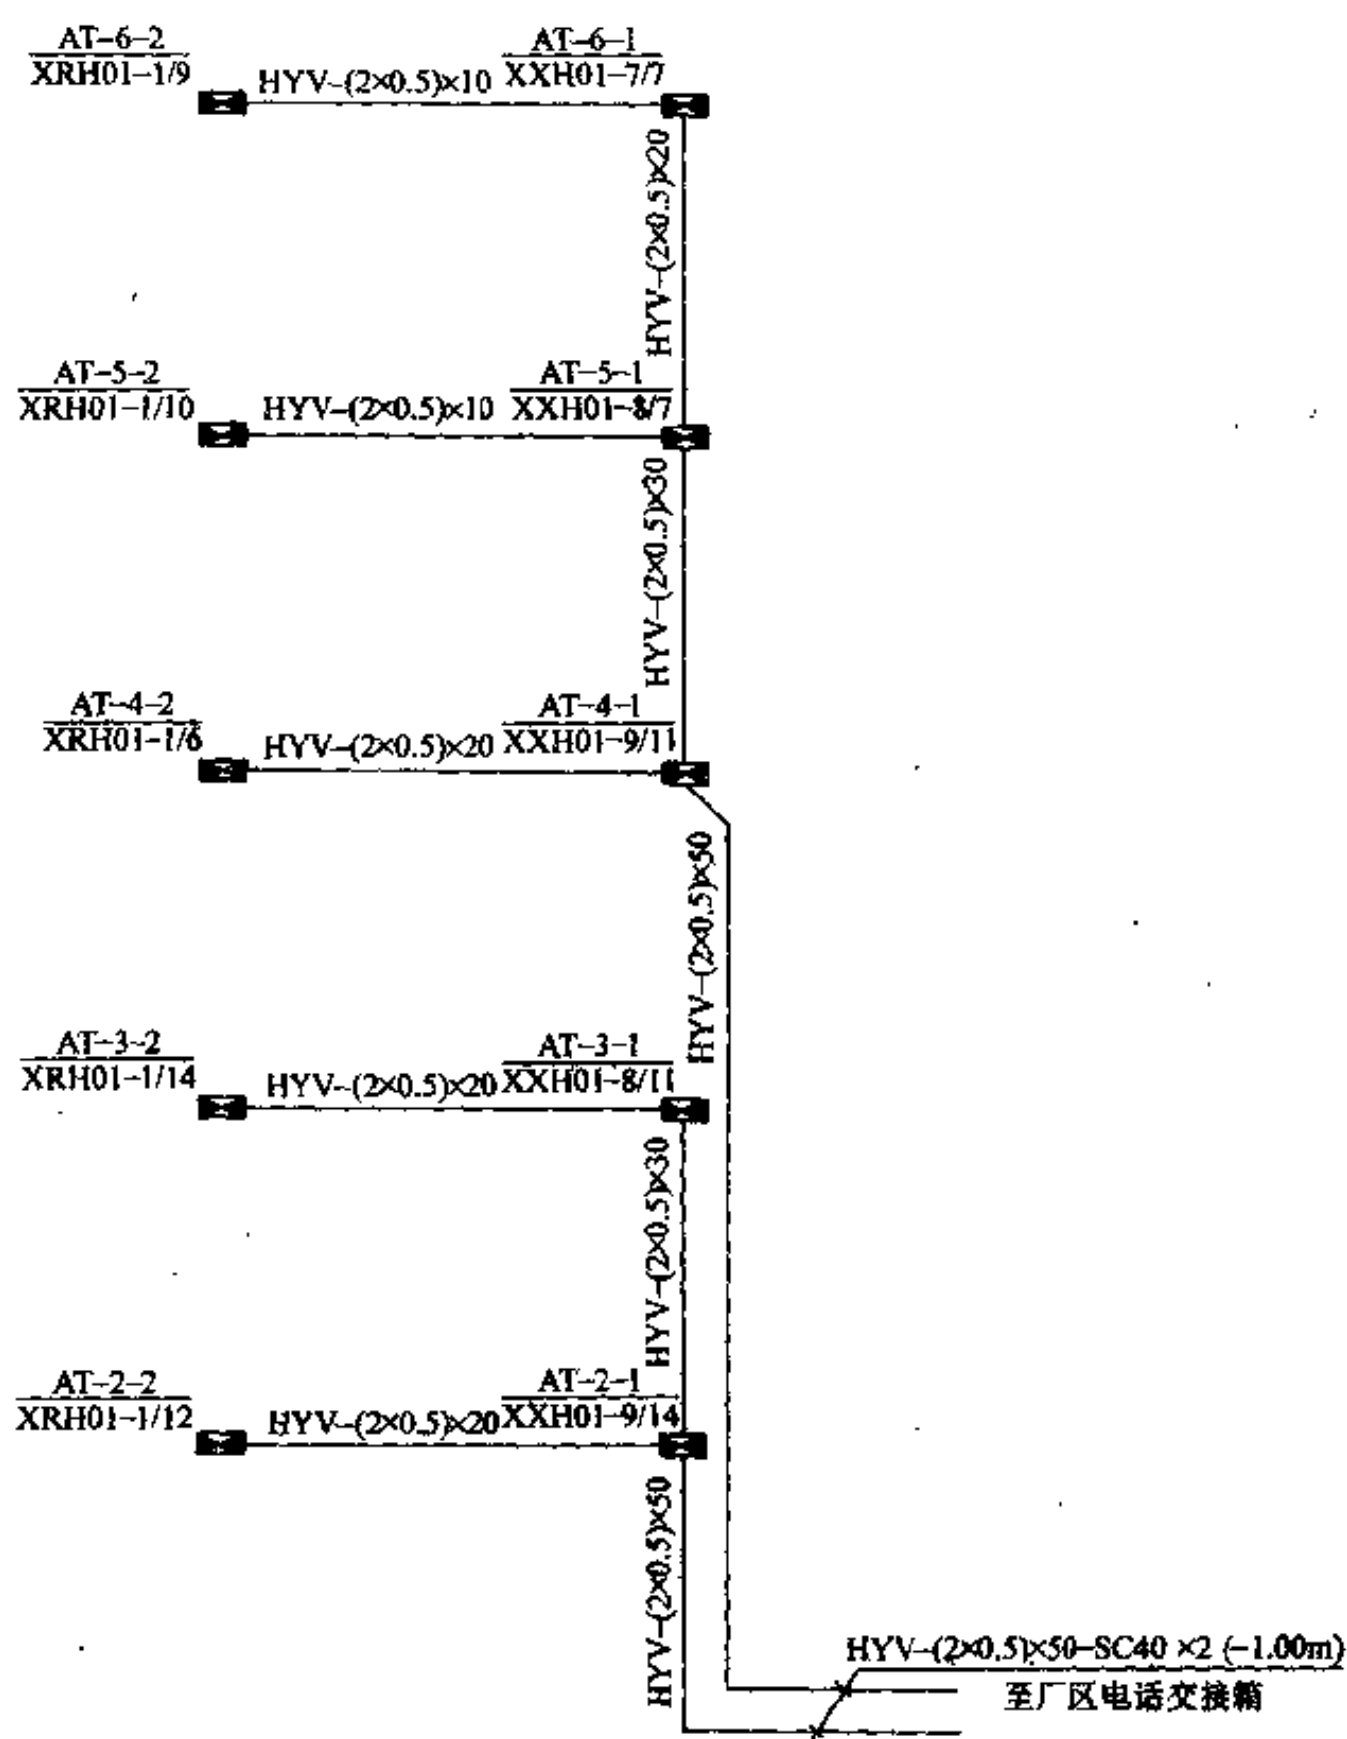 AT-6-2
XRH01-1/9
HYV-(2×0.5)×10
AT-6-1
XXH01-7/7
HYV-(2×0.5)×20
AT-5-2
XRH01-1/10
HYV-(2×0.5)×10
AT-5-1
XXH01-8/7
HYV-(2×0.5)×30
AT-4-2
XRH01-1/6
HYV-(2×0.5)×20
AT-4-1
XXH01-9/11
HYV-(2×0.5)×50
AT-3-2
XRH01-1/14
HYV-(2×0.5)×20
AT-3-1
XXH01-8/11
HYV-(2×0.5)×30
AT-2-2
XRH01-1/12
HYV-(2×0.5)×20
AT-2-1
XXH01-9/14
HYV-(2×0.5)×50
HYV-(2×0.5)×50-SC40 ×2 (-1.00m)
至厂区电话交接箱